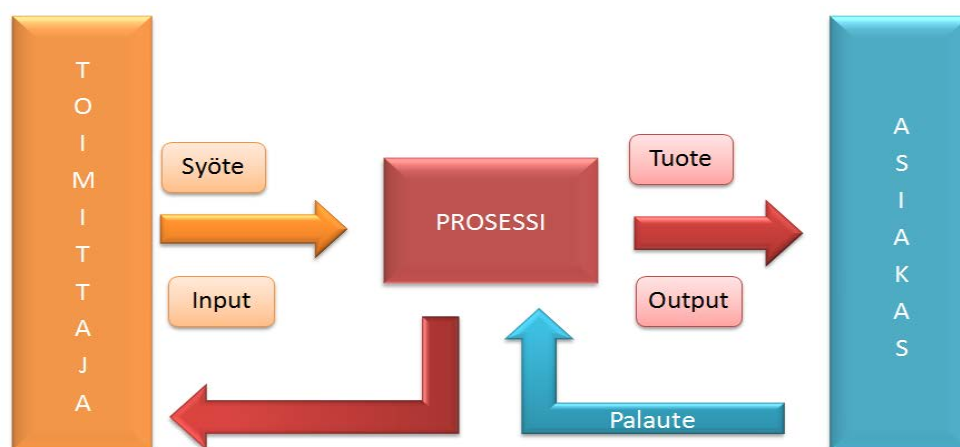 TOIMITTAJA
Syöte
Input
PROSESSI
Tuote
Output
Palaute
ASIAKAS